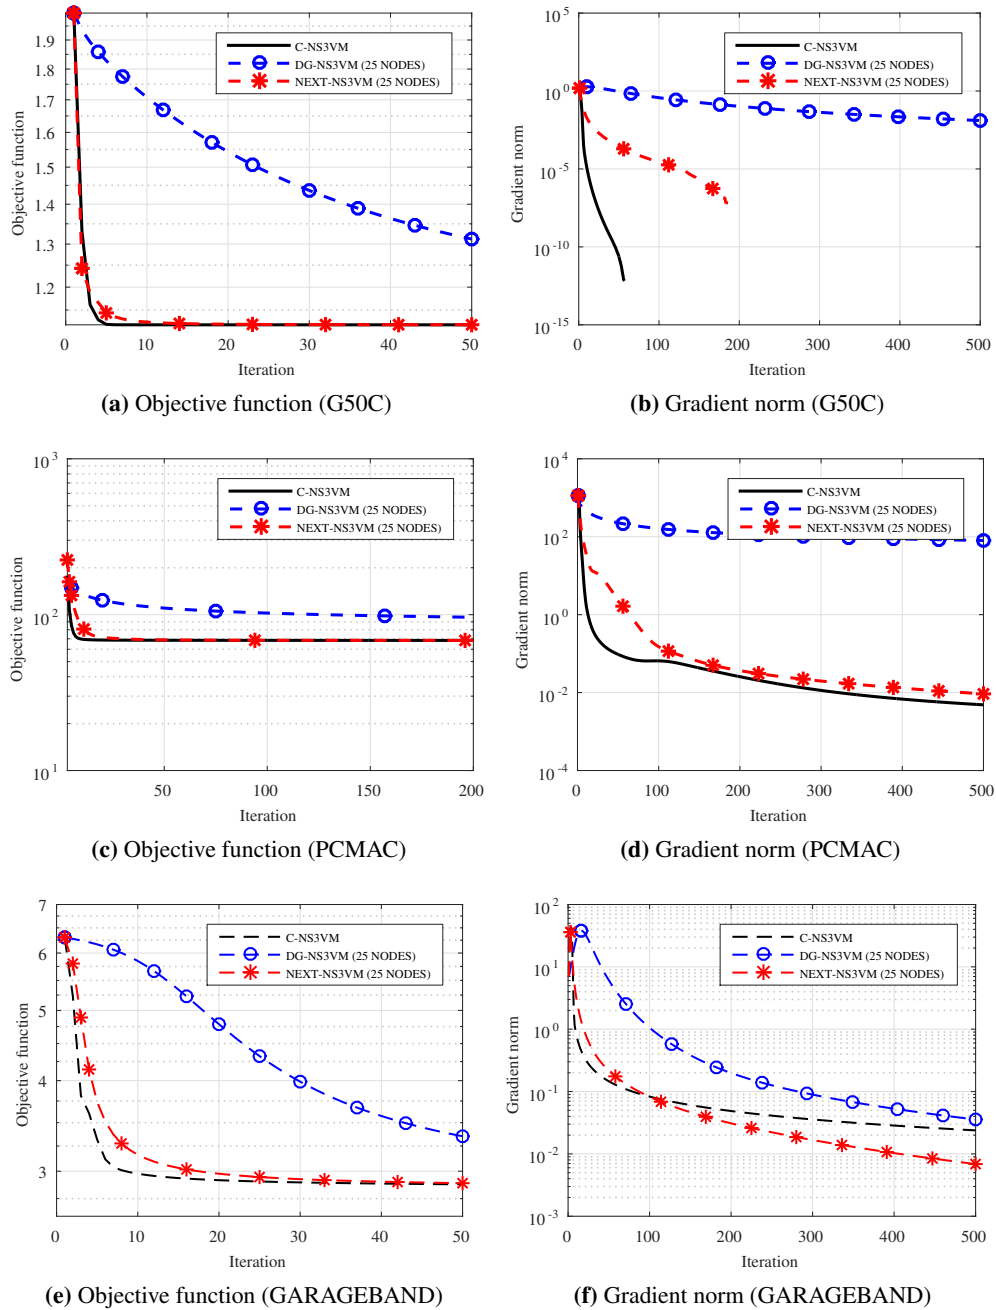 1.9
1.8
1.7
1.6
1.5
1.4
1.3
1.2
Objective function
C-NS3VM
DG-NS3VM (25 NODES)
NEXT-NS3VM (25 NODES)
0 10 20 30 40 50
Iteration
(a) Objective function (G50C)
10^5
10^0
10^-5
10^-10
10^-15
Gradient norm
C-NS3VM
DG-NS3VM (25 NODES)
NEXT-NS3VM (25 NODES)
0 100 200 300 400 500
Iteration
(b) Gradient norm (G50C)
10^3
10^2
10^1
Objective function
C-NS3VM
DG-NS3VM (25 NODES)
NEXT-NS3VM (25 NODES)
50 100 150 200
Iteration
(c) Objective function (PCMAC)
10^4
10^2
10^0
10^-2
10^-4
Gradient norm
C-NS3VM
DG-NS3VM (25 NODES)
NEXT-NS3VM (25 NODES)
0 100 200 300 400 500
Iteration
(d) Gradient norm (PCMAC)
7
6
5
4
3
Objective function
C-NS3VM
DG-NS3VM (25 NODES)
NEXT-NS3VM (25 NODES)
0 10 20 30 40 50
Iteration
(e) Objective function (GARAGEBAND)
10^2
10^1
10^0
10^-1
10^-2
10^-3
Gradient norm
C-NS3VM
DG-NS3VM (25 NODES)
NEXT-NS3VM (25 NODES)
0 100 200 300 400 500
Iteration
(f) Gradient norm (GARAGEBAND)